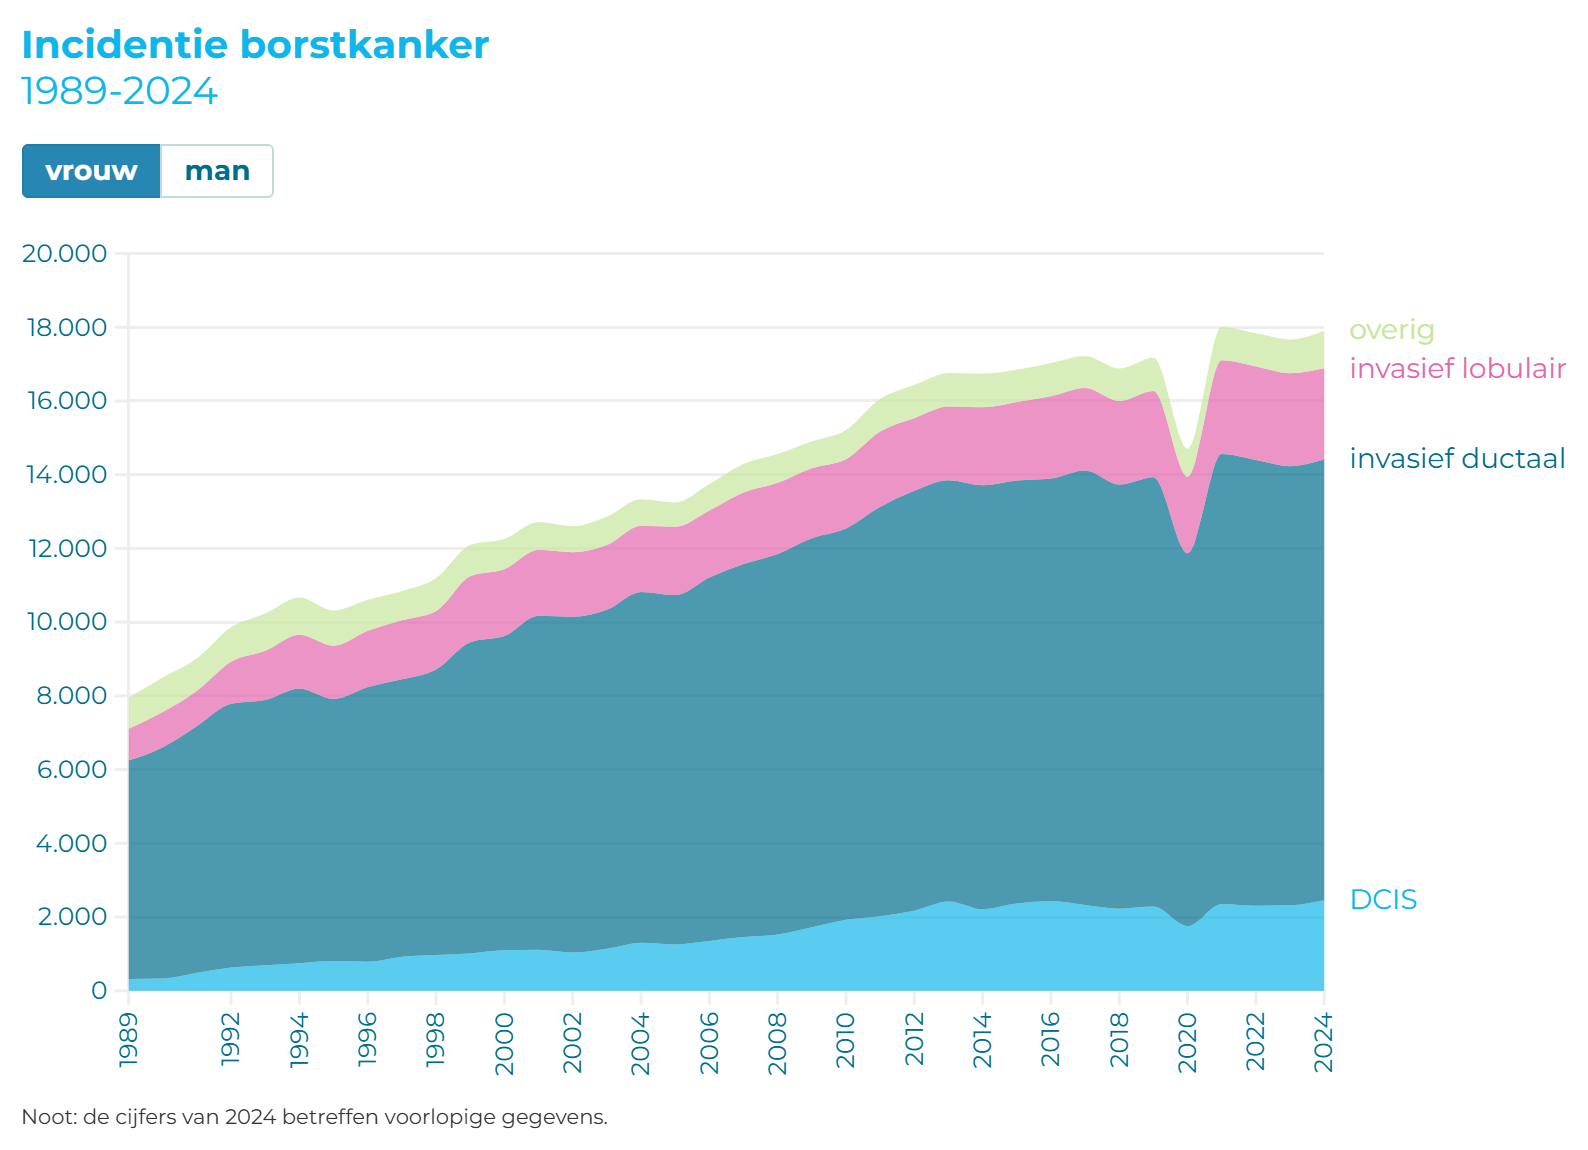 Incidentie borstkanker
1989-2024
vrouw man
20.000
18.000
16.000
14.000
12.000
10.000
8.000
6.000
4.000
2.000
0
overig
invasief lobulair
invasief ductaal
DCIS
1989 1992 1994 1996 1998 2000 2002 2004 2006 2008 2010 2012 2014 2016 2018 2020 2022 2024
Noot: de cijfers van 2024 betreffen voorlopige gegevens.